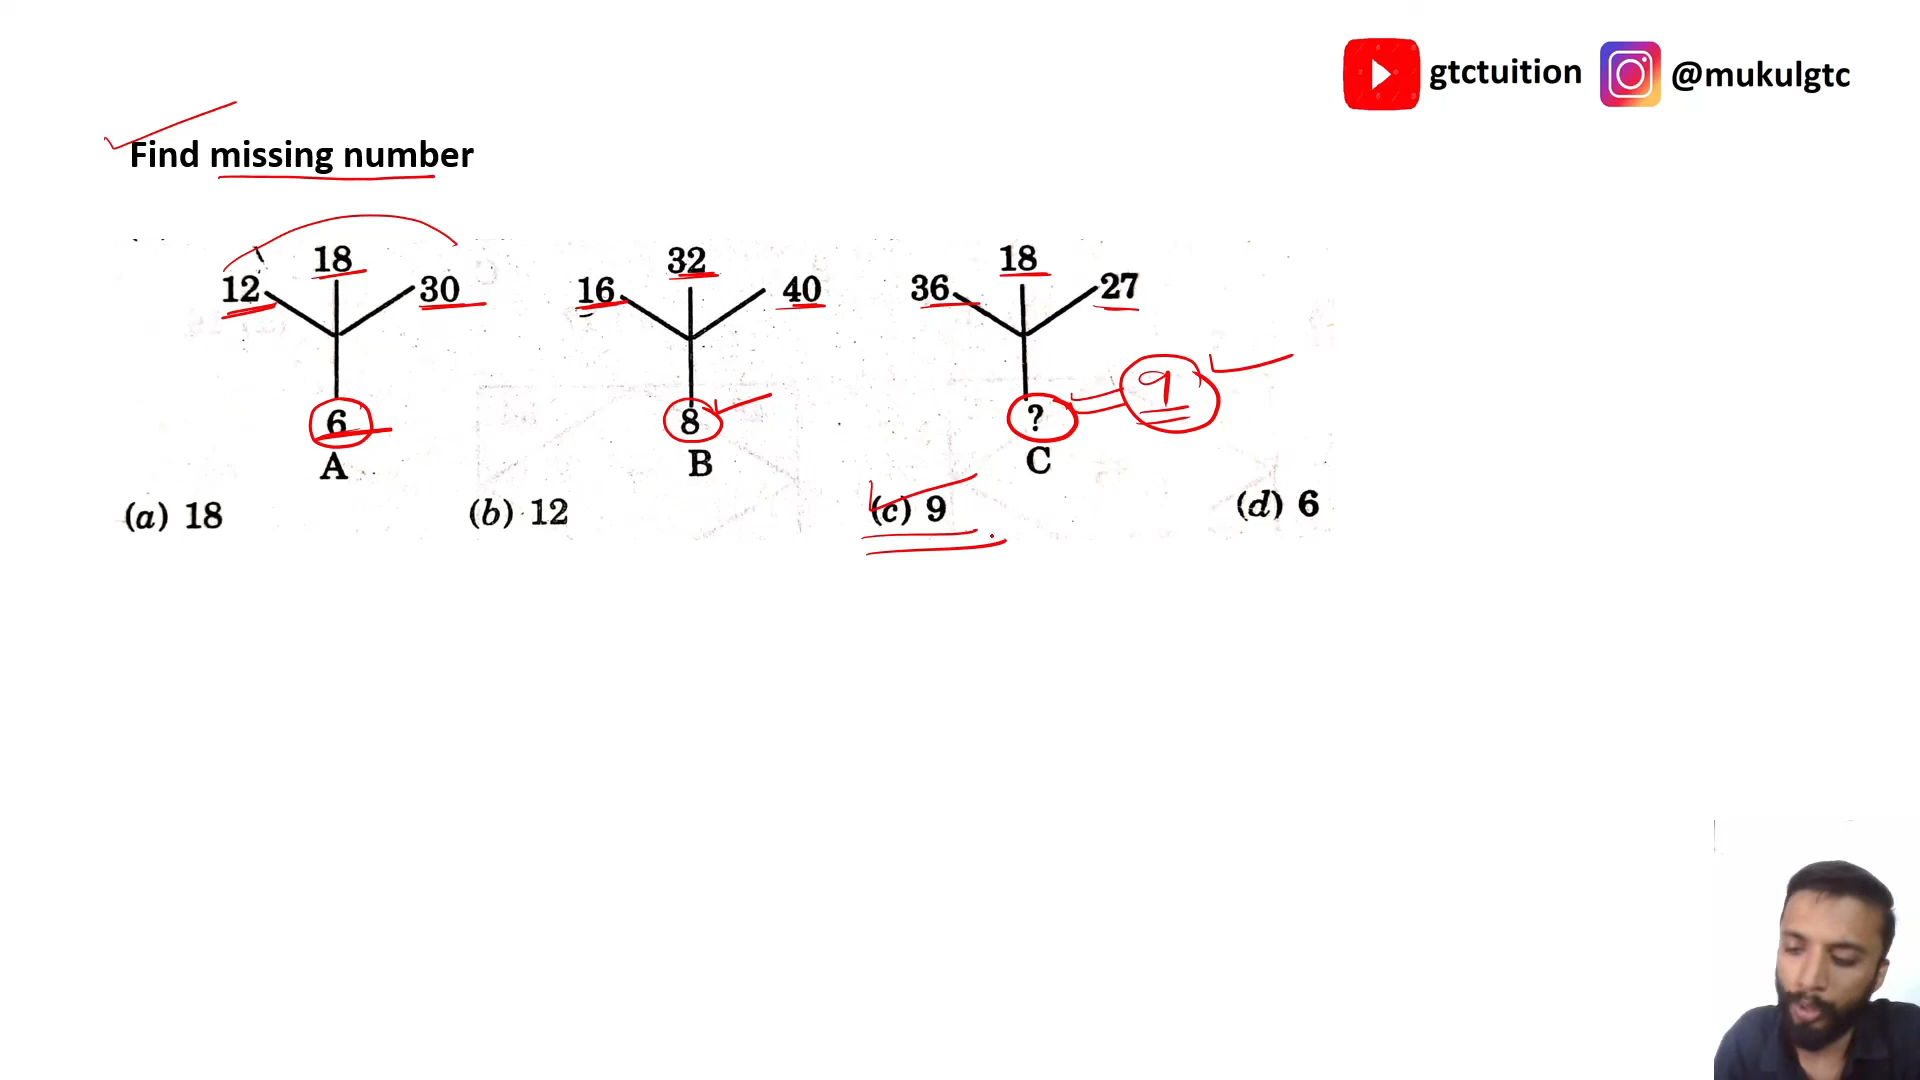 gtctuition @mukulgtc
Find missing number
12 18 30
16 32 40
36 18 27
6 8 ? 9
A B C
(a) 18 (b) 12 (c) 9 (d) 6